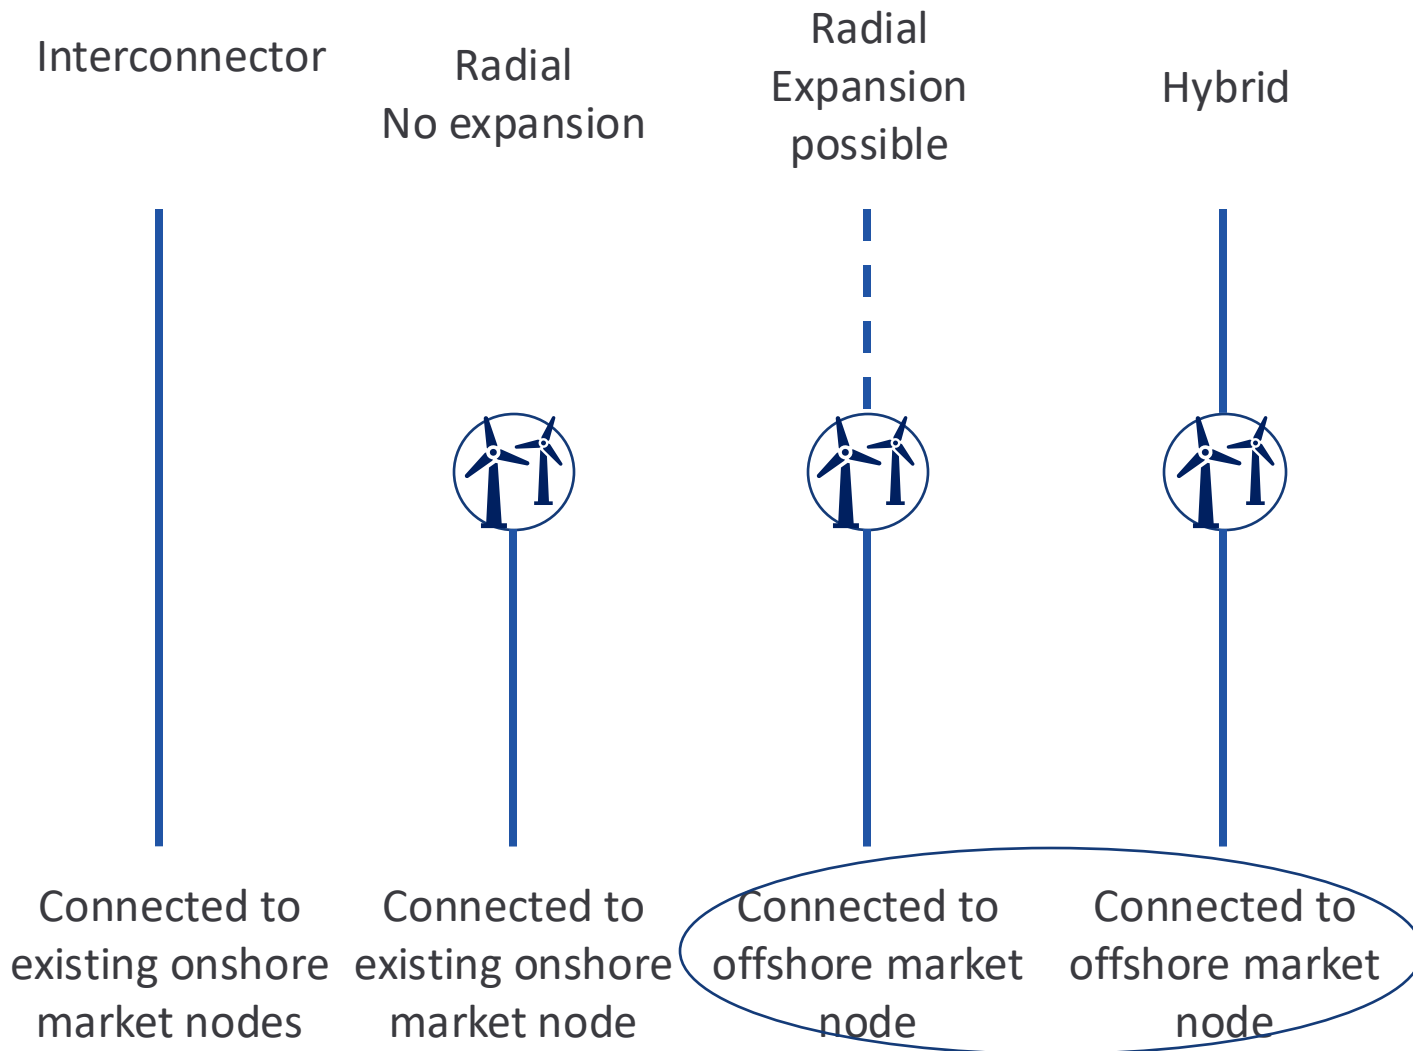 Interconnector
Radial
No expansion
Radial
Expansion
possible
Hybrid
Connected to
existing onshore
market nodes
Connected to
existing onshore
market node
Connected to
offshore market
node
Connected to
offshore market
node